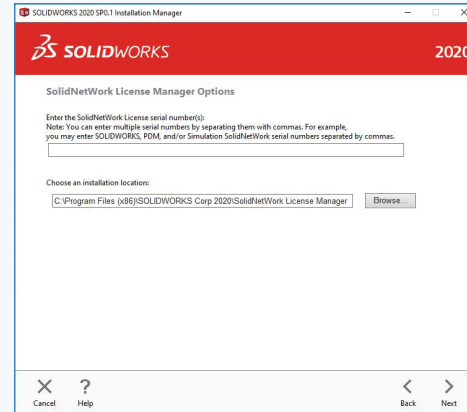 SOLIDWORKS 2020 SP0.1 Installation Manager
SOLIDWORKS
2020
SolidNetWork License Manager Options
Enter the SolidNetWork License serial number(s):
Note: You can enter multiple serial numbers by separating them with commas. For example,
you may enter SOLIDWORKS, PDM, and/or Simulation SolidNetWork serial numbers separated by commas.
Choose an installation location:
C:\Program Files (x86)\SOLIDWORKS Corp 2020\SolidNetWork License Manager
Browse...
Cancel
Help
Back
Next